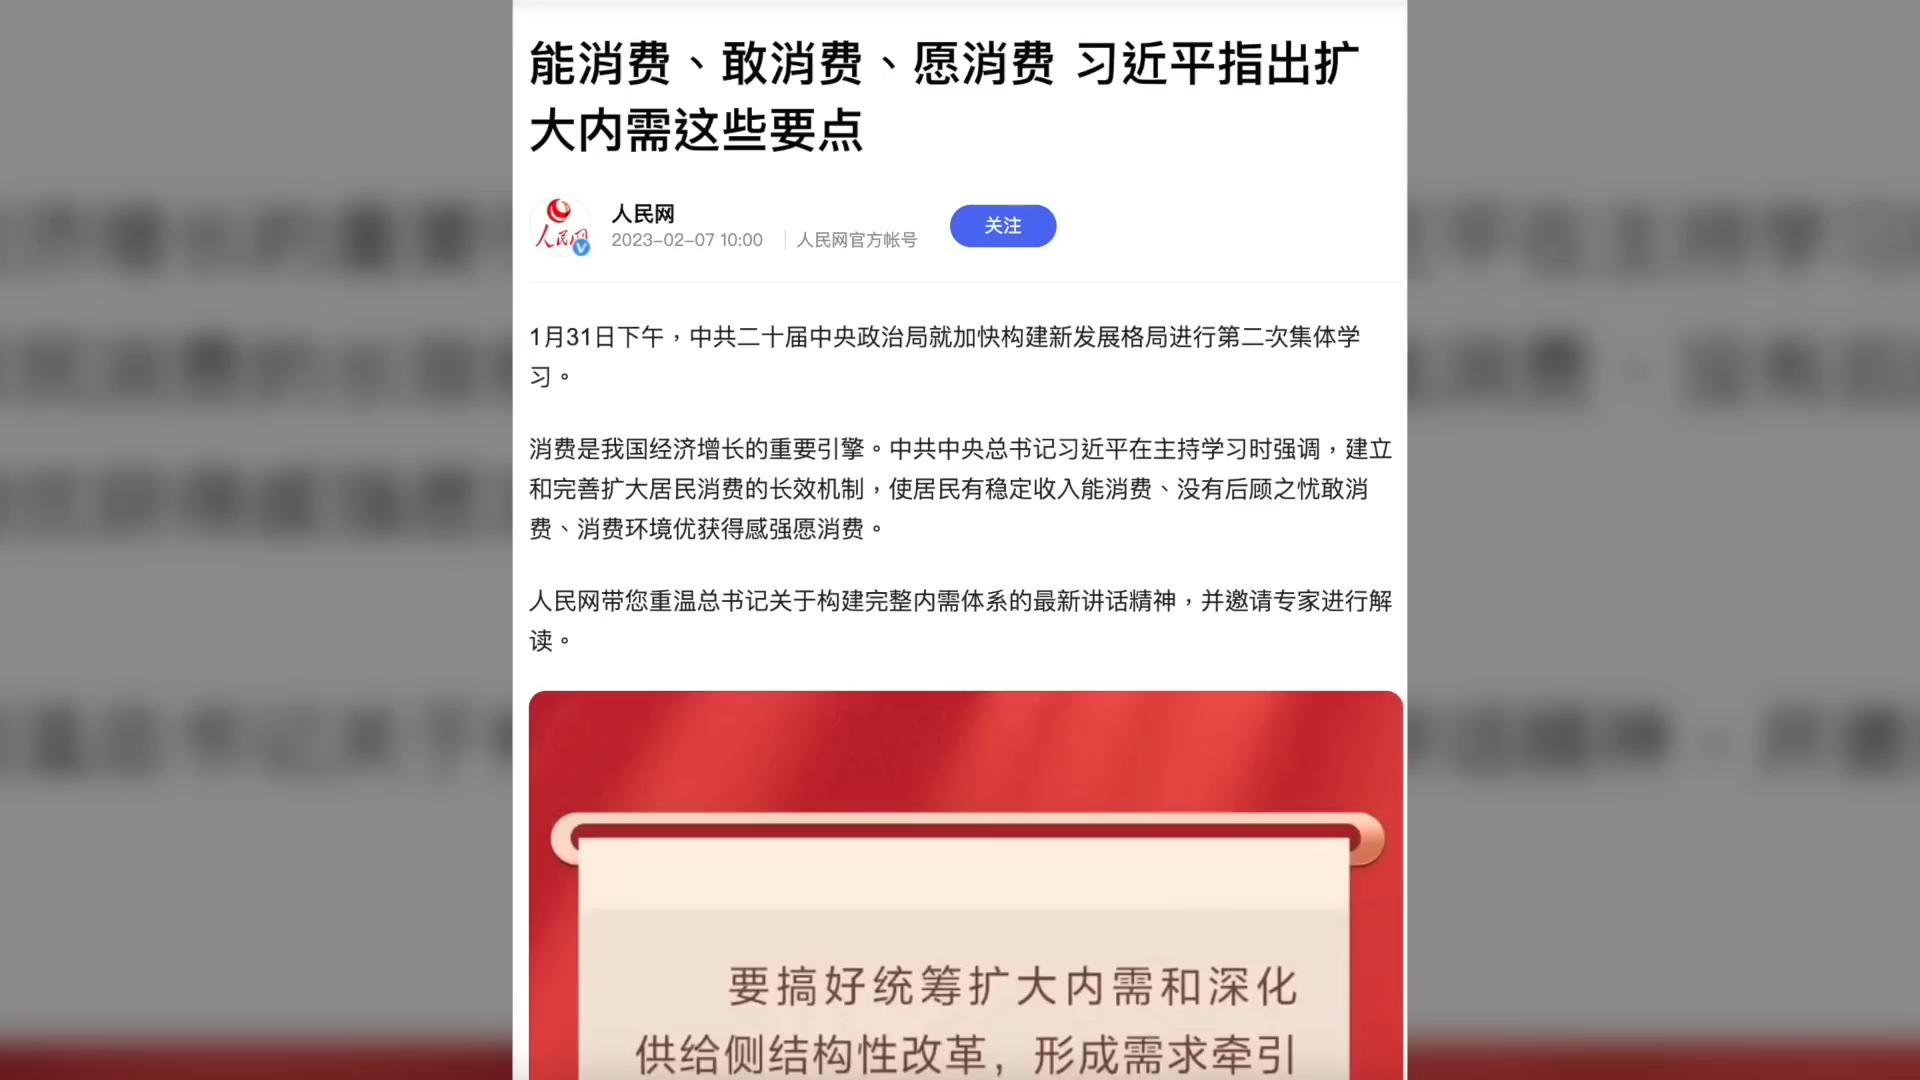 能消费、敢消费、愿消费 习近平指出扩
大内需这些要点
人民网
人民网
2023-02-07 10:00
人民网官方帐号
关注
1月31日下午，中共二十届中央政治局就加快构建新发展格局进行第二次集体学
习。
消费是我国经济增长的重要引擎。中共中央总书记习近平在主持学习时强调，建立
和完善扩大居民消费的长效机制，使居民有稳定收入能消费、没有后顾之忧敢消
费、消费环境优获得感强愿消费。
人民网带您重温总书记关于构建完整内需体系的最新讲话精神，并邀请专家进行解
读。
要搞好统筹扩大内需和深化
供给侧结构性改革，形成需求牵引